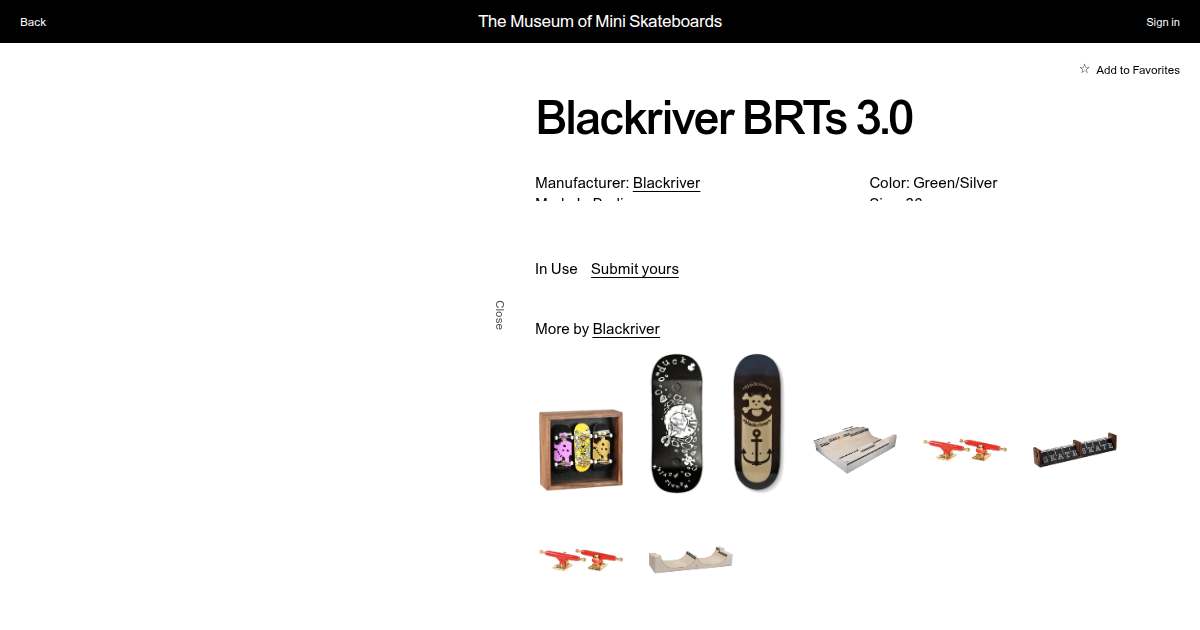 Back
The Museum of Mini Skateboards
Sign in
☆ Add to Favorites
Blackriver BRTs 3.0
Manufacturer: Blackriver
Color: Green/Silver
In Use Submit yours
Close
More by Blackriver